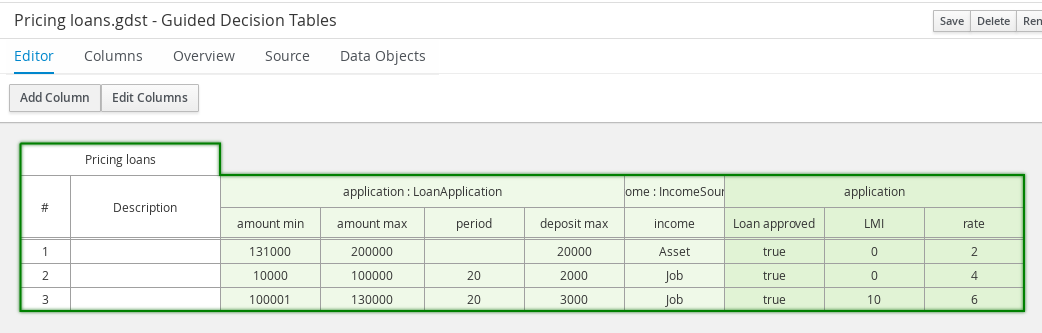 Pricing loans.gdst - Guided Decision Tables
Save Delete Ren
Editor Columns Overview Source Data Objects
Add Column Edit Columns
Pricing loans
# Description application : LoanApplication ome : IncomeSour application
amount min amount max period deposit max income Loan approved LMI rate
1 131000 200000 20000 Asset true 0 2
2 10000 100000 20 2000 Job true 0 4
3 100001 130000 20 3000 Job true 10 6